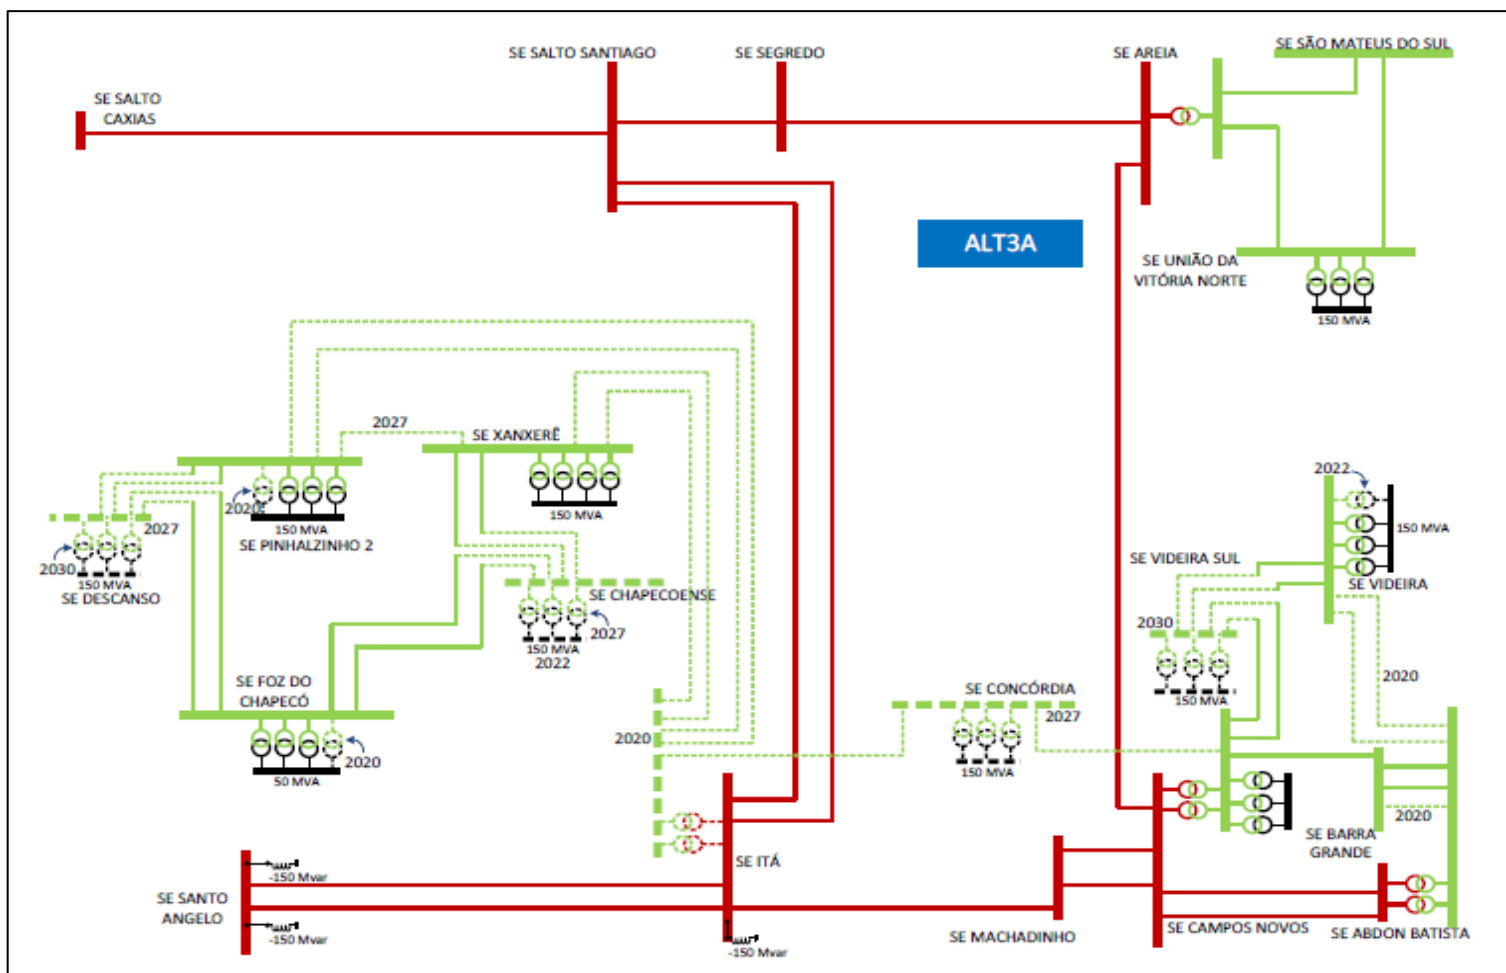 SE SALTO SANTIAGO
SE SEGREDO
SE AREIA
SE SÃO MATEUS DO SUL
SE SALTO
CAXIAS
ALT3A
SE UNIÃO DA
VITÓRIA NORTE
150 MVA
2027
SE XANXERÊ
2022
2020
150 MVA
150 MVA
150 MVA
2027
SE PINHALZINHO 2
2030
150 MVA
SE DESCANSO
SE VIDEIRA SUL
SE VIDEIRA
SE CHAPECOENSE
2027
150 MVA
2022
2030
150 MVA
2020
SE FOZ DO
CHAPECÓ
SE CONCÓRDIA
2027
2020
2020
50 MVA
150 MVA
2020
SE BARRA
GRANDE
SE ITÁ
-150 Mvar
SE SANTO
ANGELO
-150 Mvar
-150 Mvar
SE MACHADINHO
SE CAMPOS NOVOS
SE ABDON BATISTA